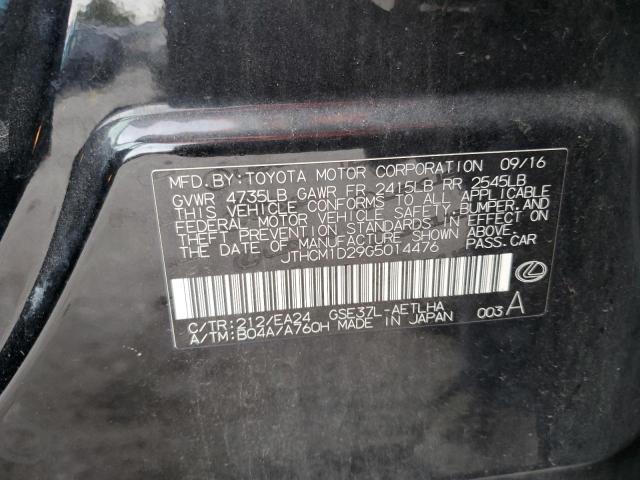 MFD. BY: TOYOTA MOTOR CORPORATION 09/16
GVWR 4735LB GAWR FR 2415LB RR 2545LB
THIS VEHICLE CONFORMS TO ALL APPLICABLE
FEDERAL MOTOR VEHICLE SAFETY, BUMPER, AND
THEFT PREVENTION STANDARDS IN EFFECT ON
THE DATE OF MANUFACTURE SHOWN ABOVE.
JTHCM1D29G5014476 PASS. CAR
C/TR: 212/EA24 GSE37L-AETLHA
A/TM: B04A/A760H MADE IN JAPAN 003 A